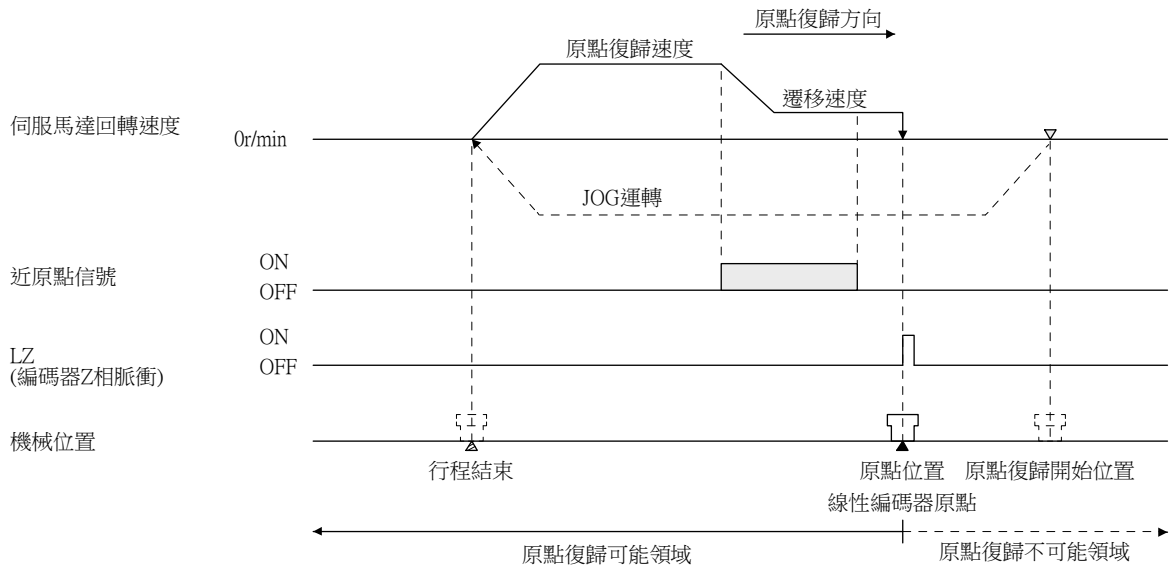 原點復歸方向
原點復歸速度
遷移速度
伺服馬達回轉速度
0r/min
JOG運轉
近原點信號
ON
OFF
LZ
(編碼器Z相脈衝)
ON
OFF
機械位置
行程結束
原點位置
原點復歸開始位置
線性編碼器原點
原點復歸可能領域
原點復歸不可能領域